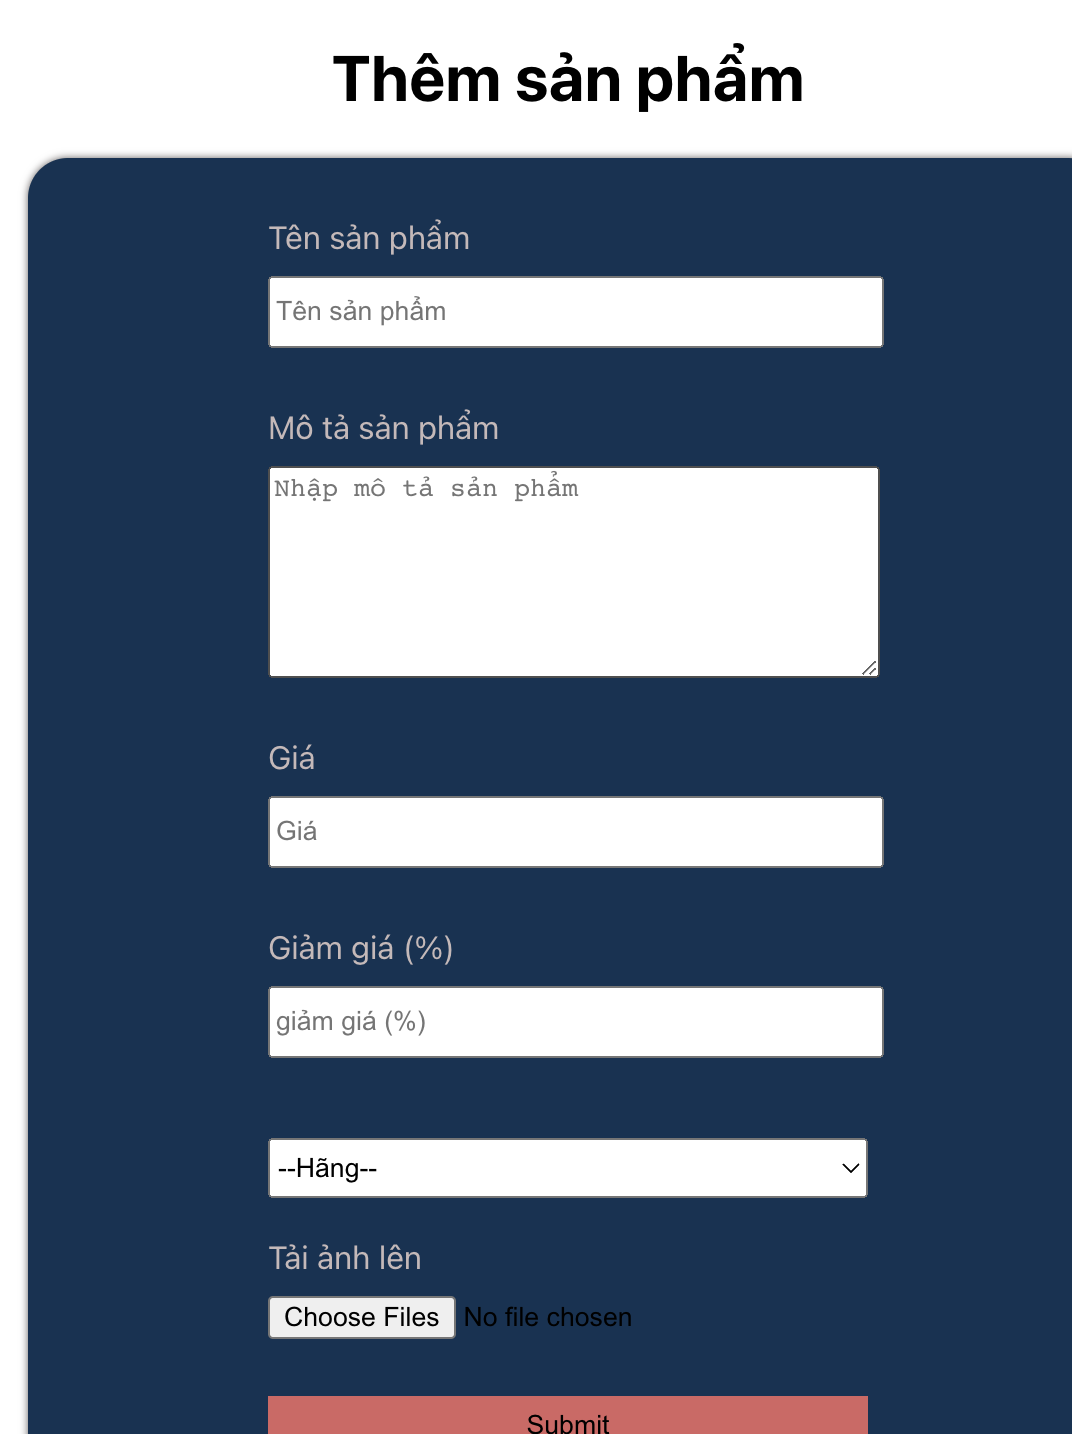 Thêm sản phẩm
Tên sản phẩm
Tên sản phẩm
Mô tả sản phẩm
Nhập mô tả sản phẩm
Giá
Giá
Giảm giá (%)
giảm giá (%)
--Hãng--
Tải ảnh lên
Choose Files No file chosen
Submit